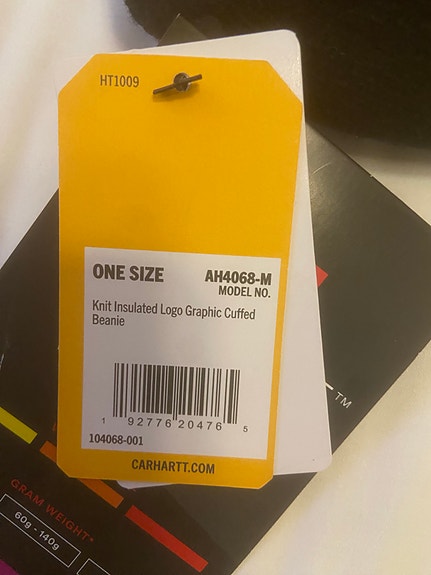 HT1009
ONE SIZE
AH4068-M
MODEL NO.
Knit Insulated Logo Graphic Cuffed
Beanie
1 92776 20476 5
104068-001
CARHARTT.COM
TM
GRAM WEIGHT*
60g - 140g